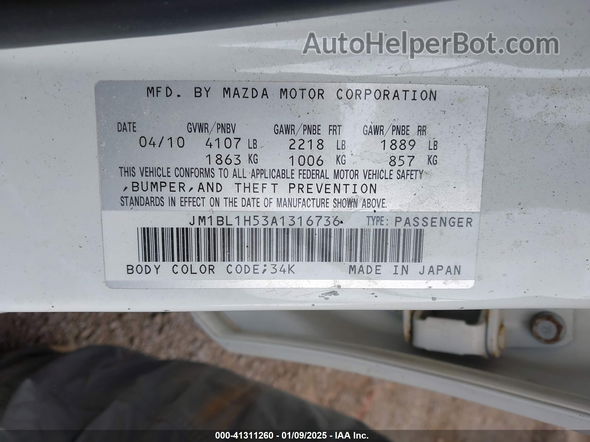 AutoHelperBot.com
MFD. BY MAZDA MOTOR CORPORATION
DATE GVWR/PNBV GAWR/PNBE FRT GAWR/PNBE RR
04/10 4107 LB 2218 LB 1889 LB
1863 KG 1006 KG 857 KG
THIS VEHICLE CONFORMS TO ALL APPLICABLE FEDERAL MOTOR VEHICLE SAFETY
,BUMPER,AND THEFT PREVENTION
STANDARDS IN EFFECT ON THE DATE OF MANUFACTURE SHOWN ABOVE.
JM1BL1H53A1316736 TYPE: PASSENGER
BODY COLOR CODE;34K MADE IN JAPAN
000-41311260 - 01/09/2025 - IAA Inc.